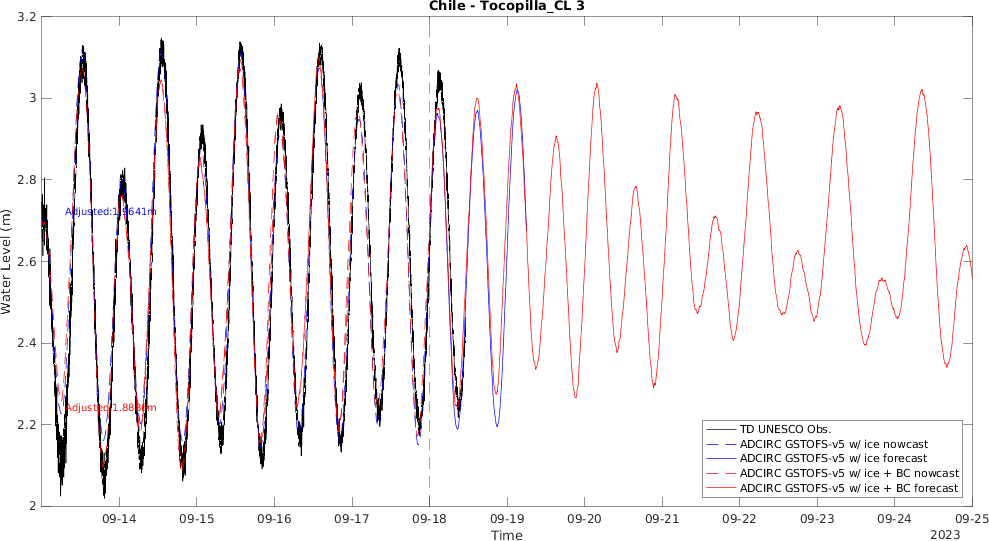 Chile - Tocopilla_CL 3
3.2
3
2.8
2.6
2.4
2.2
2
Water Level (m)
Adjusted:1.9641m
Adjusted:1.8836m
TD UNESCO Obs.
ADCIRC GSTOFS-v5 w/ ice nowcast
ADCIRC GSTOFS-v5 w/ ice forecast
ADCIRC GSTOFS-v5 w/ ice + BC nowcast
ADCIRC GSTOFS-v5 w/ ice + BC forecast
09-14 09-15 09-16 09-17 09-18 09-19 09-20 09-21 09-22 09-23 09-24 09-25
Time
2023